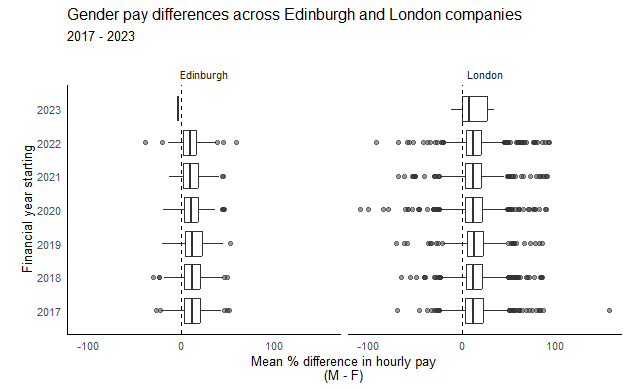 Gender pay differences across Edinburgh and London companies
2017 - 2023
Edinburgh
London
2023
2022
2021
2020
2019
2018
2017
Financial year starting
-100
0
100
-100
0
100
Mean % difference in hourly pay
(M - F)